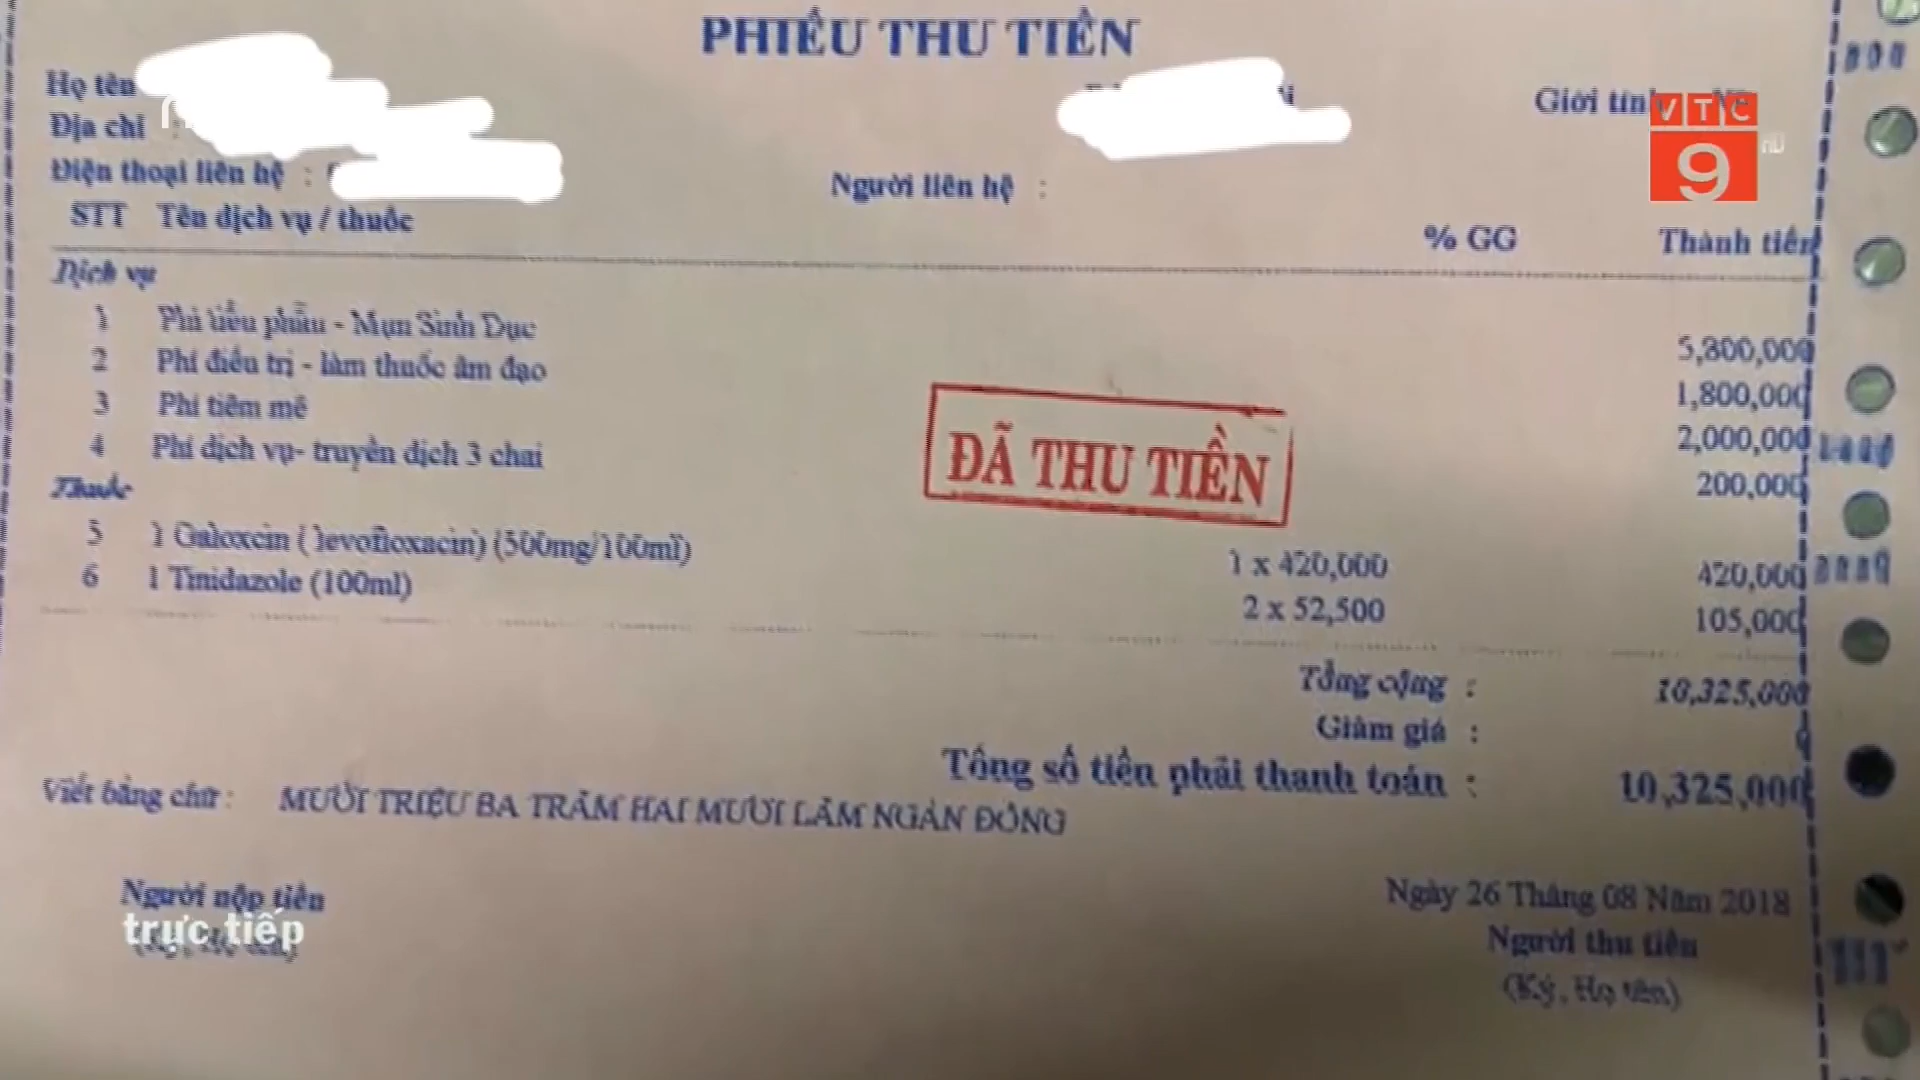 PHIẾU THU TIỀN
Họ tên
Giới tính
VTC
9
HD
Địa chỉ :
Điện thoại liên hệ :
Người liên hệ :
STT Tên dịch vụ / thuốc
% GG
Thành tiền
Dịch vụ
1 Phí tiểu phẫu - Mụn Sinh Dục 5,800,000
2 Phí điều trị - làm thuốc âm đạo 1,800,000
3 Phí tiêm mê 2,000,000
4 Phí dịch vụ- truyền dịch 3 chai 200,000
ĐÃ THU TIỀN
Thuốc
5 1 Galoxcin ( levofloxacin) (500mg/100ml) 1 x 420,000 420,000
6 1 Tinidazole (100ml) 2 x 52,500 105,000
Tổng cộng : 10,325,000
Giảm giá :
Tổng số tiền phải thanh toán : 10,325,000
Viết bằng chữ : MƯỜI TRIỆU BA TRĂM HAI MƯƠI LĂM NGÀN ĐỒNG
Ngày 26 Tháng 08 Năm 2018
Người nộp tiền
Người thu tiền
trực tiếp
(Ký, Họ tên)
(Ký, Họ tên)